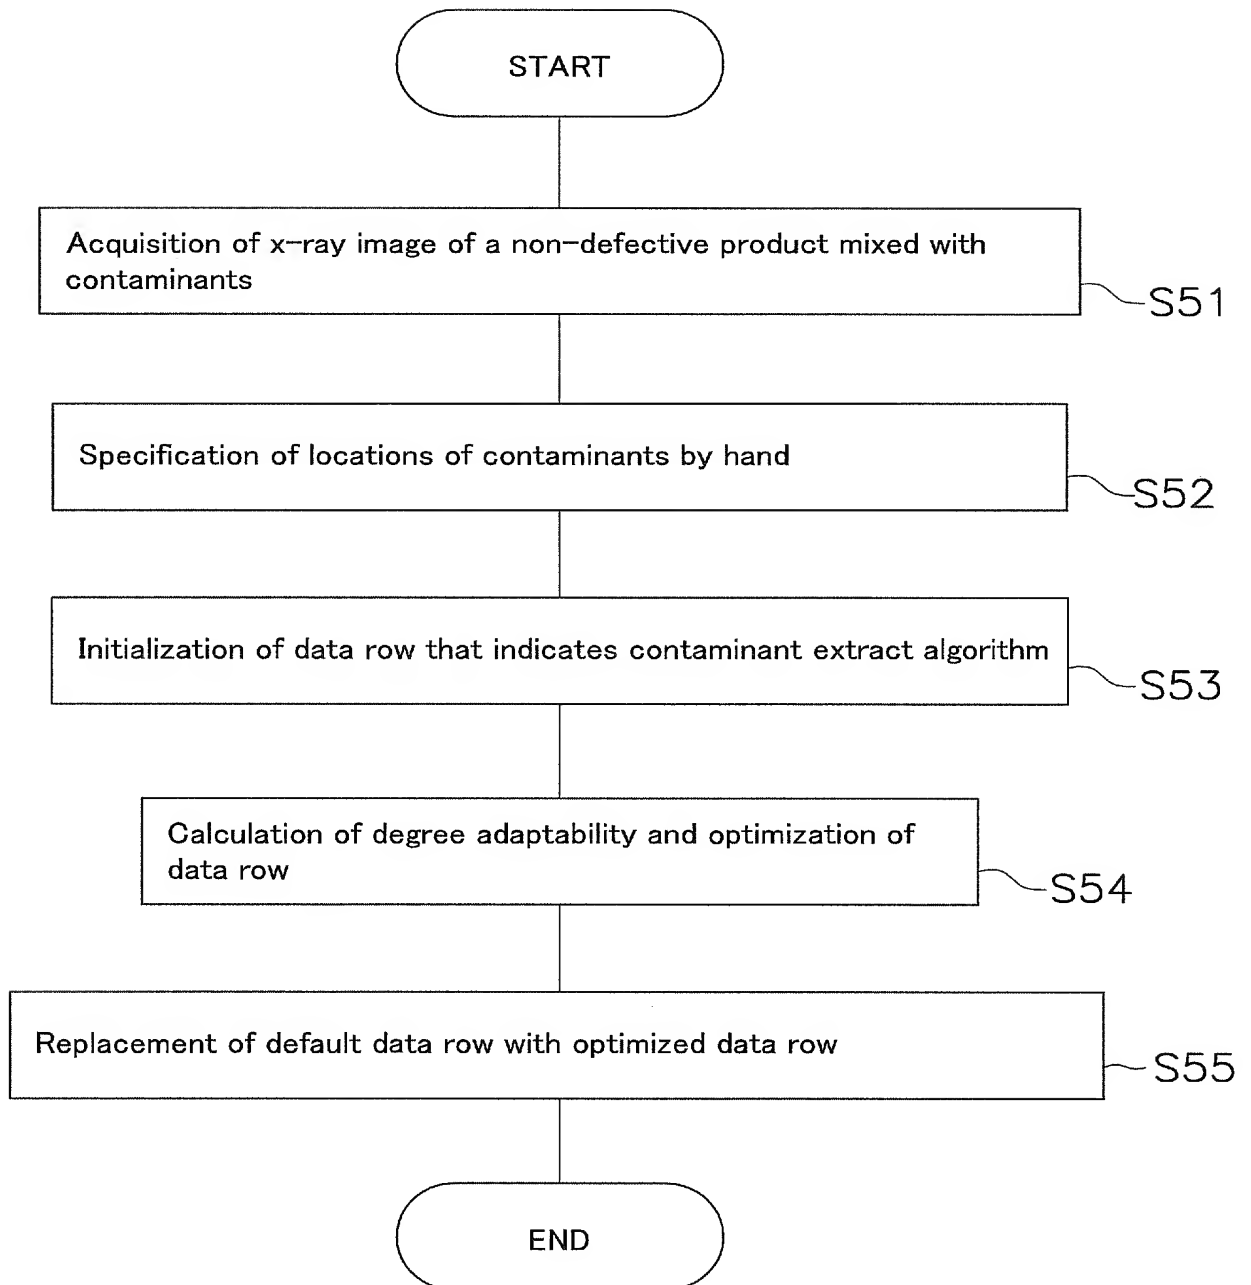 START
Acquisition of x-ray image of a non-defective product mixed with
contaminants
S51
Specification of locations of contaminants by hand
S52
Initialization of data row that indicates contaminant extract algorithm
S53
Calculation of degree adaptability and optimization of
data row
S54
Replacement of default data row with optimized data row
S55
END